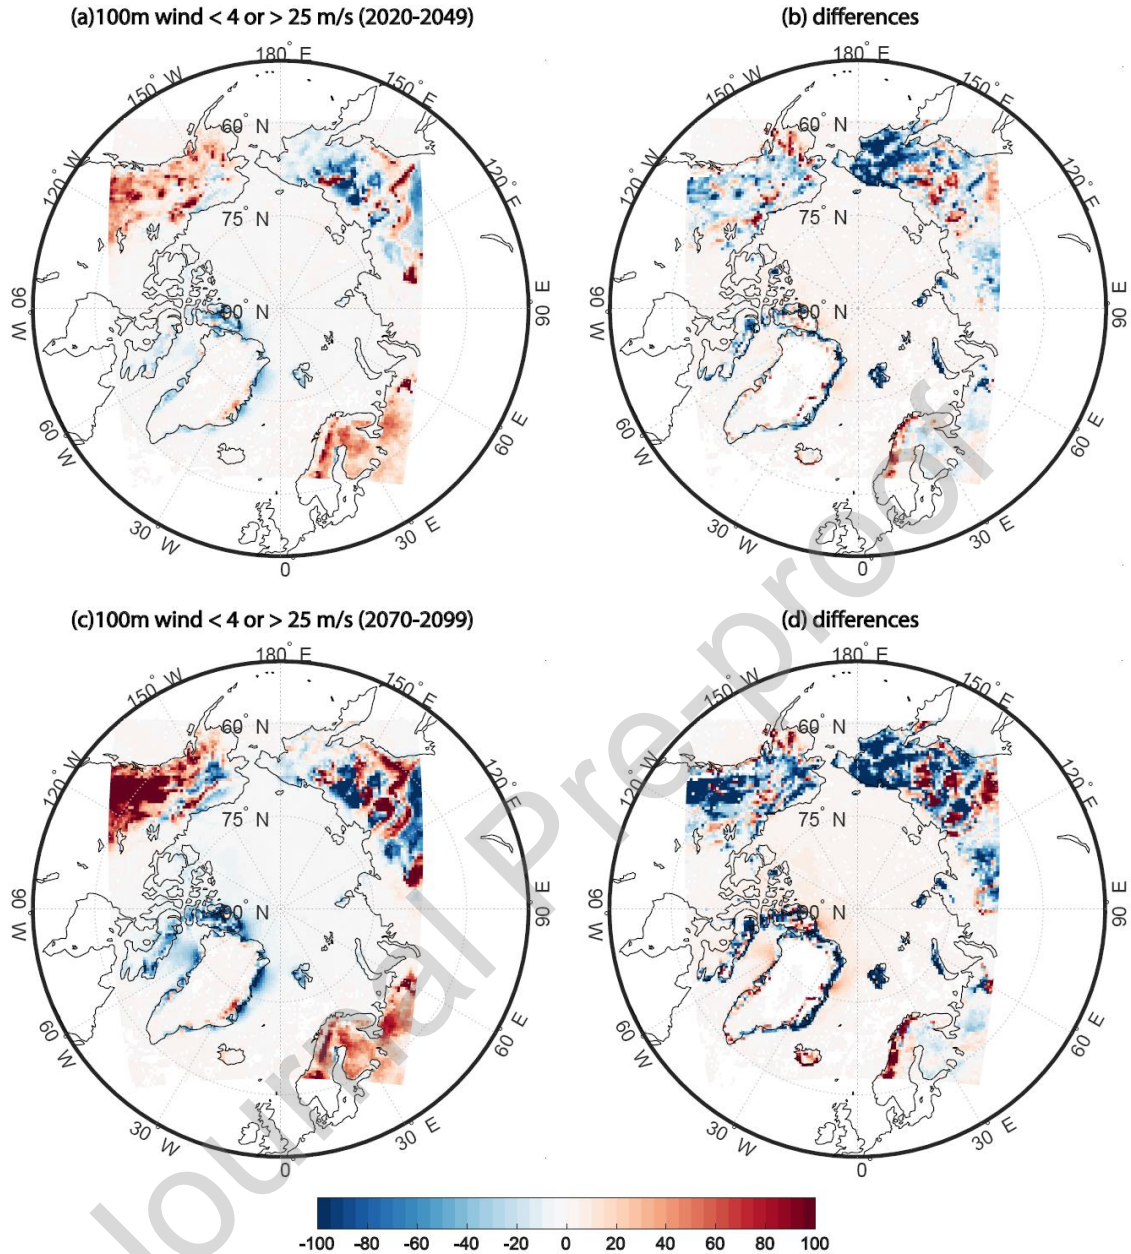 (a)100m wind < 4 or > 25 m/s (2020-2049)
(b) differences
180° E
150° W
150° E
60° N
120° W
120° E
75° N
90° N
90 W
90 E
60° W
60° E
30° W
30° E
0
180° E
150° W
150° E
60° N
120° W
120° E
75° N
90° N
90 W
90 E
60° W
60° E
30° W
30° E
0
(c)100m wind < 4 or > 25 m/s (2070-2099)
(d) differences
180° E
150° W
150° E
60° N
120° W
120° E
75° N
90° N
90 W
90 E
60° W
60° E
30° W
30° E
0
180° E
150° W
150° E
60° N
120° W
120° E
75° N
90° N
90 W
90 E
60° W
60° E
30° W
30° E
0
-100 -80 -60 -40 -20 0 20 40 60 80 100
Journal Pre-proof